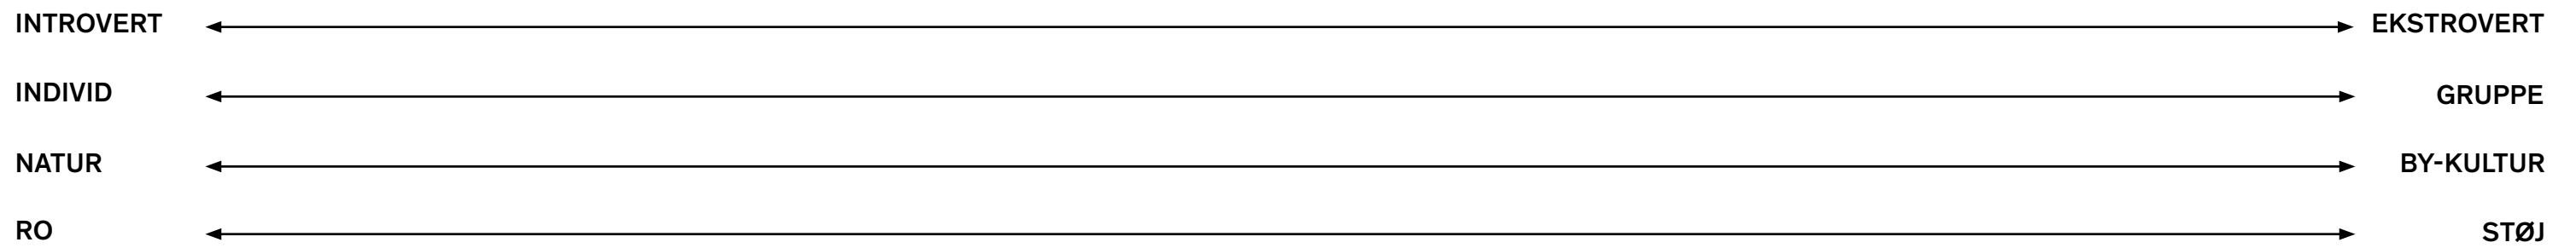 INTROVERT EKSTROVERT
INDIVID GRUPPE
NATUR BY-KULTUR
RO STØJ